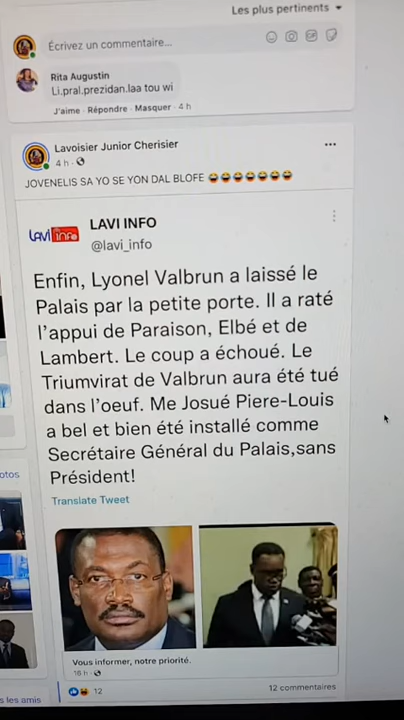 Les plus pertinents
Écrivez un commentaire...
Rita Augustin
Li.pral.prezidan.laa tou wi
J'aime · Répondre · Masquer · 4 h
Lavoisier Junior Cherisier
4 h ·
JOVENELIS SA YO SE YON DAL BLOFE 😂😂😂😂😂😂😂
Lavi info
LAVI INFO
@lavi_info
Enfin, Lyonel Valbrun a laissé le
Palais par la petite porte. Il a raté
l'appui de Paraison, Elbé et de
Lambert. Le coup a échoué. Le
Triumvirat de Valbrun aura été tué
dans l'oeuf. Me Josué Piere-Louis
a bel et bien été installé comme
Secrétaire Général du Palais,sans
Président!
Translate Tweet
otos
Vous informer, notre priorité.
16 h ·
12
12 commentaires
s les amis